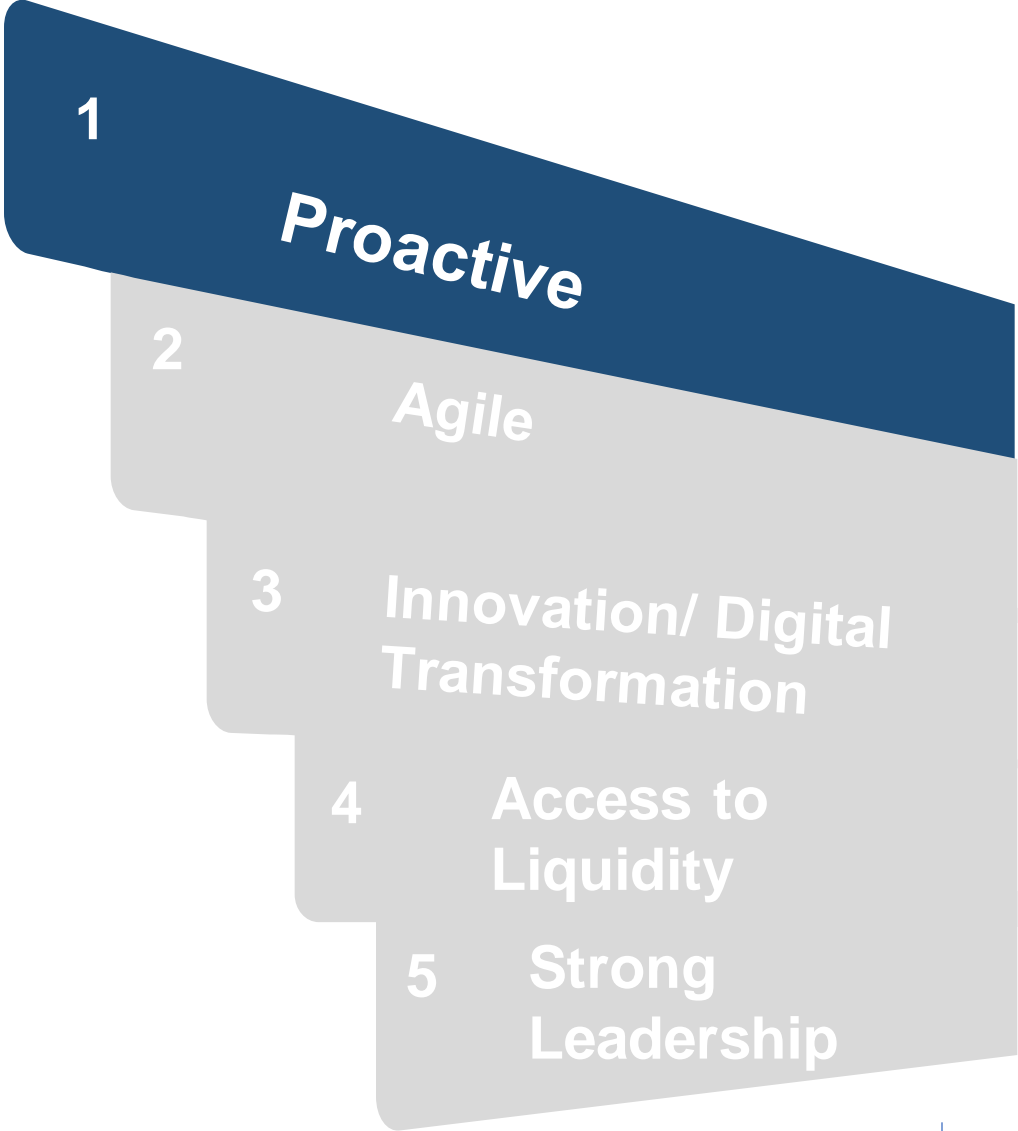 1
Proactive
2
Agile
3
Innovation/ Digital
Transformation
4
Access to
Liquidity
5
Strong
Leadership